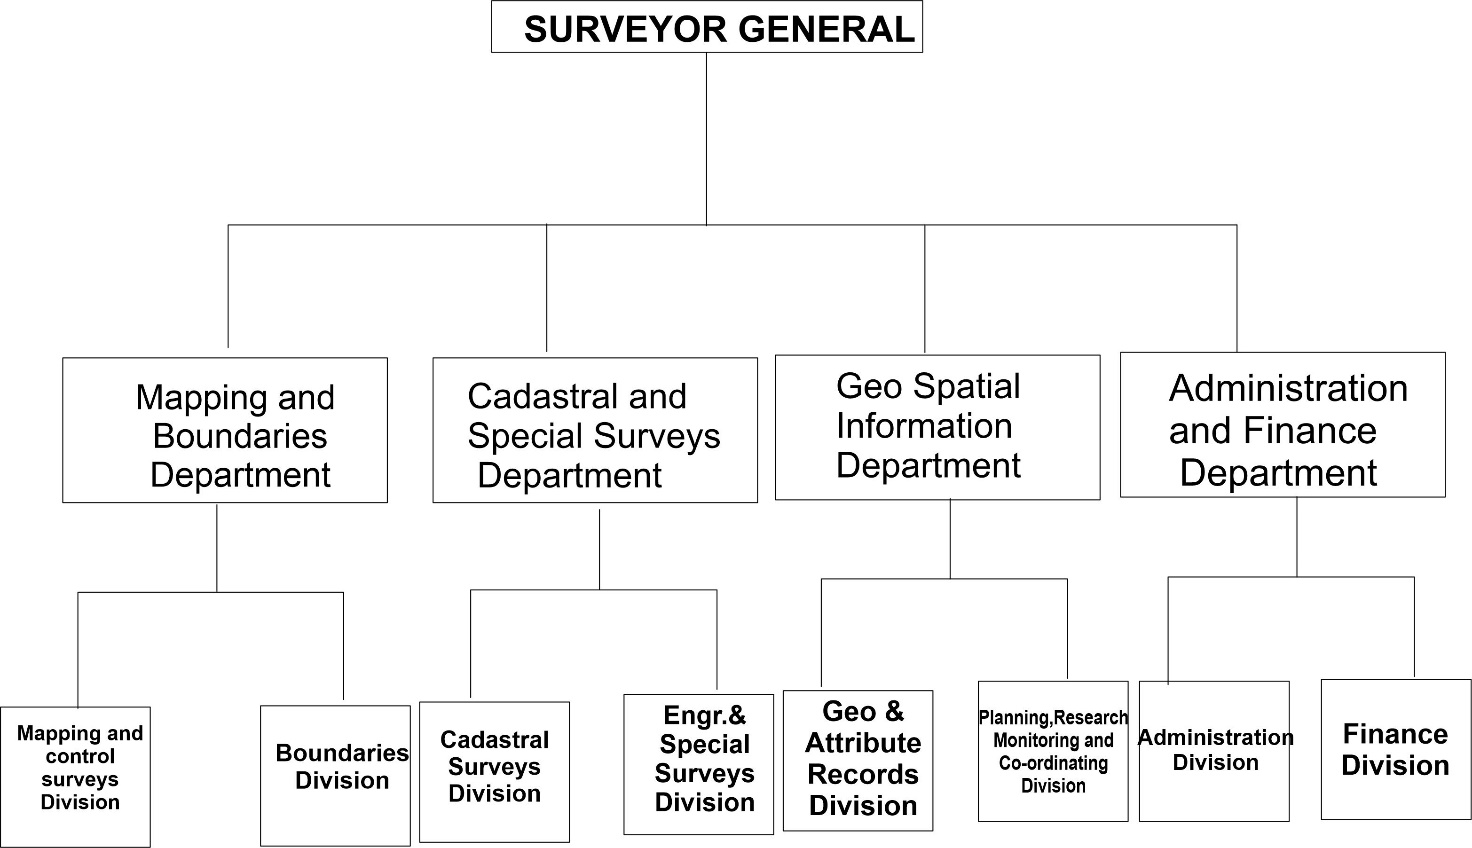 SURVEYOR GENERAL
Mapping and
Boundaries
Department
Cadastral and
Special Surveys
Department
Geo Spatial
Information
Department
Administration
and Finance
Department
Mapping and
control
surveys
Division
Boundaries
Division
Cadastral
Surveys
Division
Engr.&
Special
Surveys
Division
Geo &
Attribute
Records
Division
Planning,Research
Monitoring and
Co-ordinating
Division
Administration
Division
Finance
Division